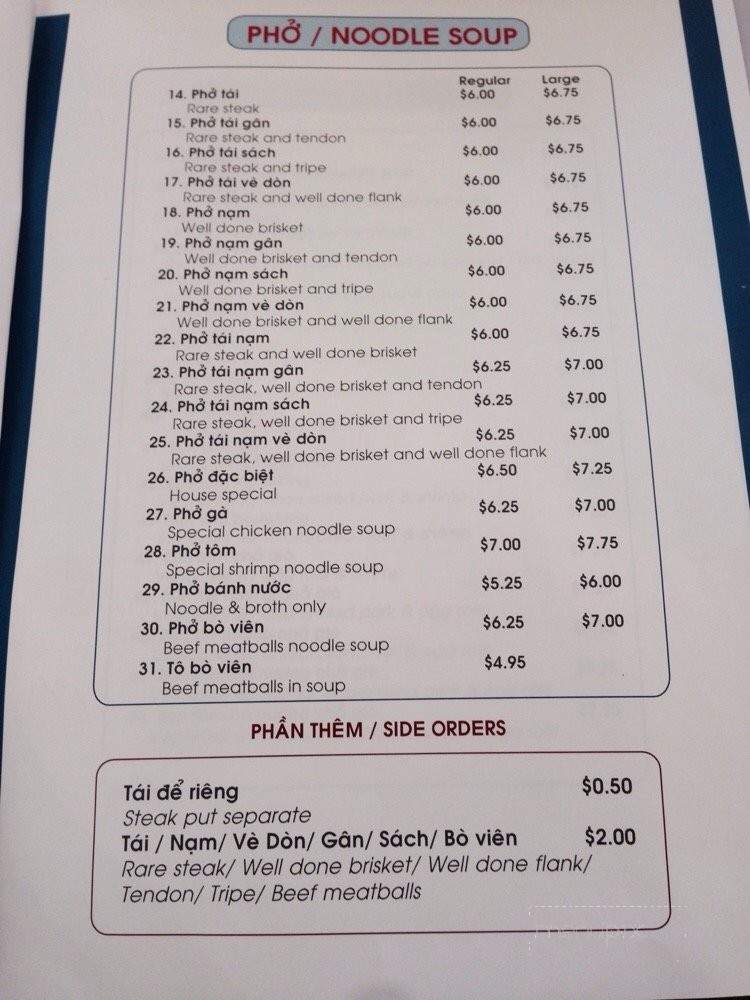 PHỞ / NOODLE SOUP
Regular Large
14. Phở tái $6.00 $6.75
Rare steak
15. Phở tái gân $6.00 $6.75
Rare steak and tendon
16. Phở tái sách $6.00 $6.75
Rare steak and tripe
17. Phở tái vè dòn $6.00 $6.75
Rare steak and well done flank
18. Phở nạm $6.00 $6.75
Well done brisket
19. Phở nạm gân $6.00 $6.75
Well done brisket and tendon
20. Phở nạm sách $6.00 $6.75
Well done brisket and tripe
21. Phở nạm vè dòn $6.00 $6.75
Well done brisket and well done flank
22. Phở tái nạm $6.00 $6.75
Rare steak and well done brisket
23. Phở tái nạm gân $6.25 $7.00
Rare steak, well done brisket and tendon
24. Phở tái nạm sách $6.25 $7.00
Rare steak, well done brisket and tripe
25. Phở tái nạm vè dòn $6.25 $7.00
Rare steak, well done brisket and well done flank
26. Phở đặc biệt $6.50 $7.25
House special
27. Phở gà $6.25 $7.00
Special chicken noodle soup
28. Phở tôm $7.00 $7.75
Special shrimp noodle soup
29. Phở bánh nước $5.25 $6.00
Noodle & broth only
30. Phở bò viên $6.25 $7.00
Beef meatballs noodle soup
31. Tô bò viên $4.95
Beef meatballs in soup
PHẦN THÊM / SIDE ORDERS
Tái để riêng $0.50
Steak put separate
Tái / Nạm/ Vè Dòn/ Gân/ Sách/ Bò viên $2.00
Rare steak/ Well done brisket/ Well done flank/
Tendon/ Tripe/ Beef meatballs